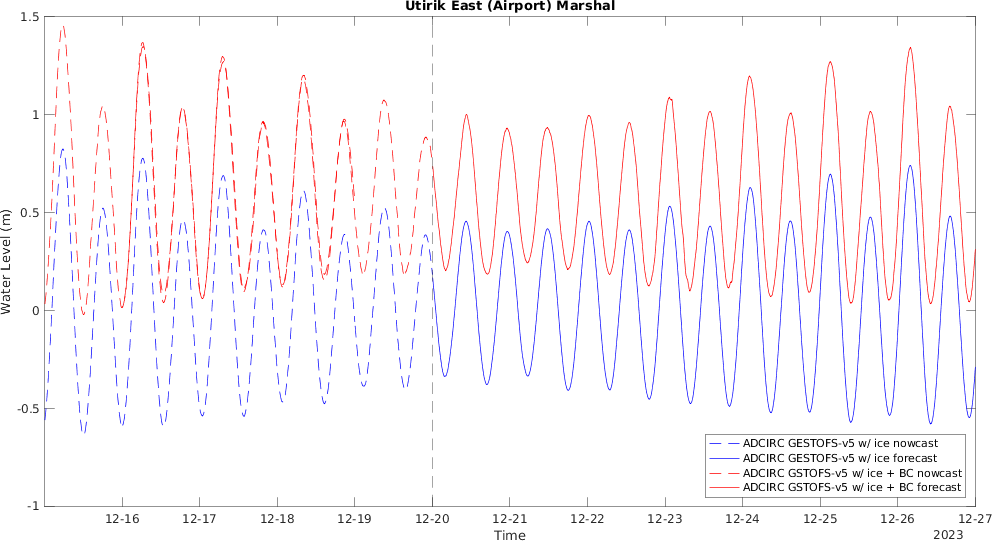 Utirik East (Airport) Marshal
1.5
1
0.5
0
-0.5
-1
Water Level (m)
12-16
12-17
12-18
12-19
12-20
12-21
12-22
12-23
12-24
12-25
12-26
12-27
Time
2023
ADCIRC GESTOFS-v5 w/ ice nowcast
ADCIRC GESTOFS-v5 w/ ice forecast
ADCIRC GSTOFS-v5 w/ ice + BC nowcast
ADCIRC GSTOFS-v5 w/ ice + BC forecast